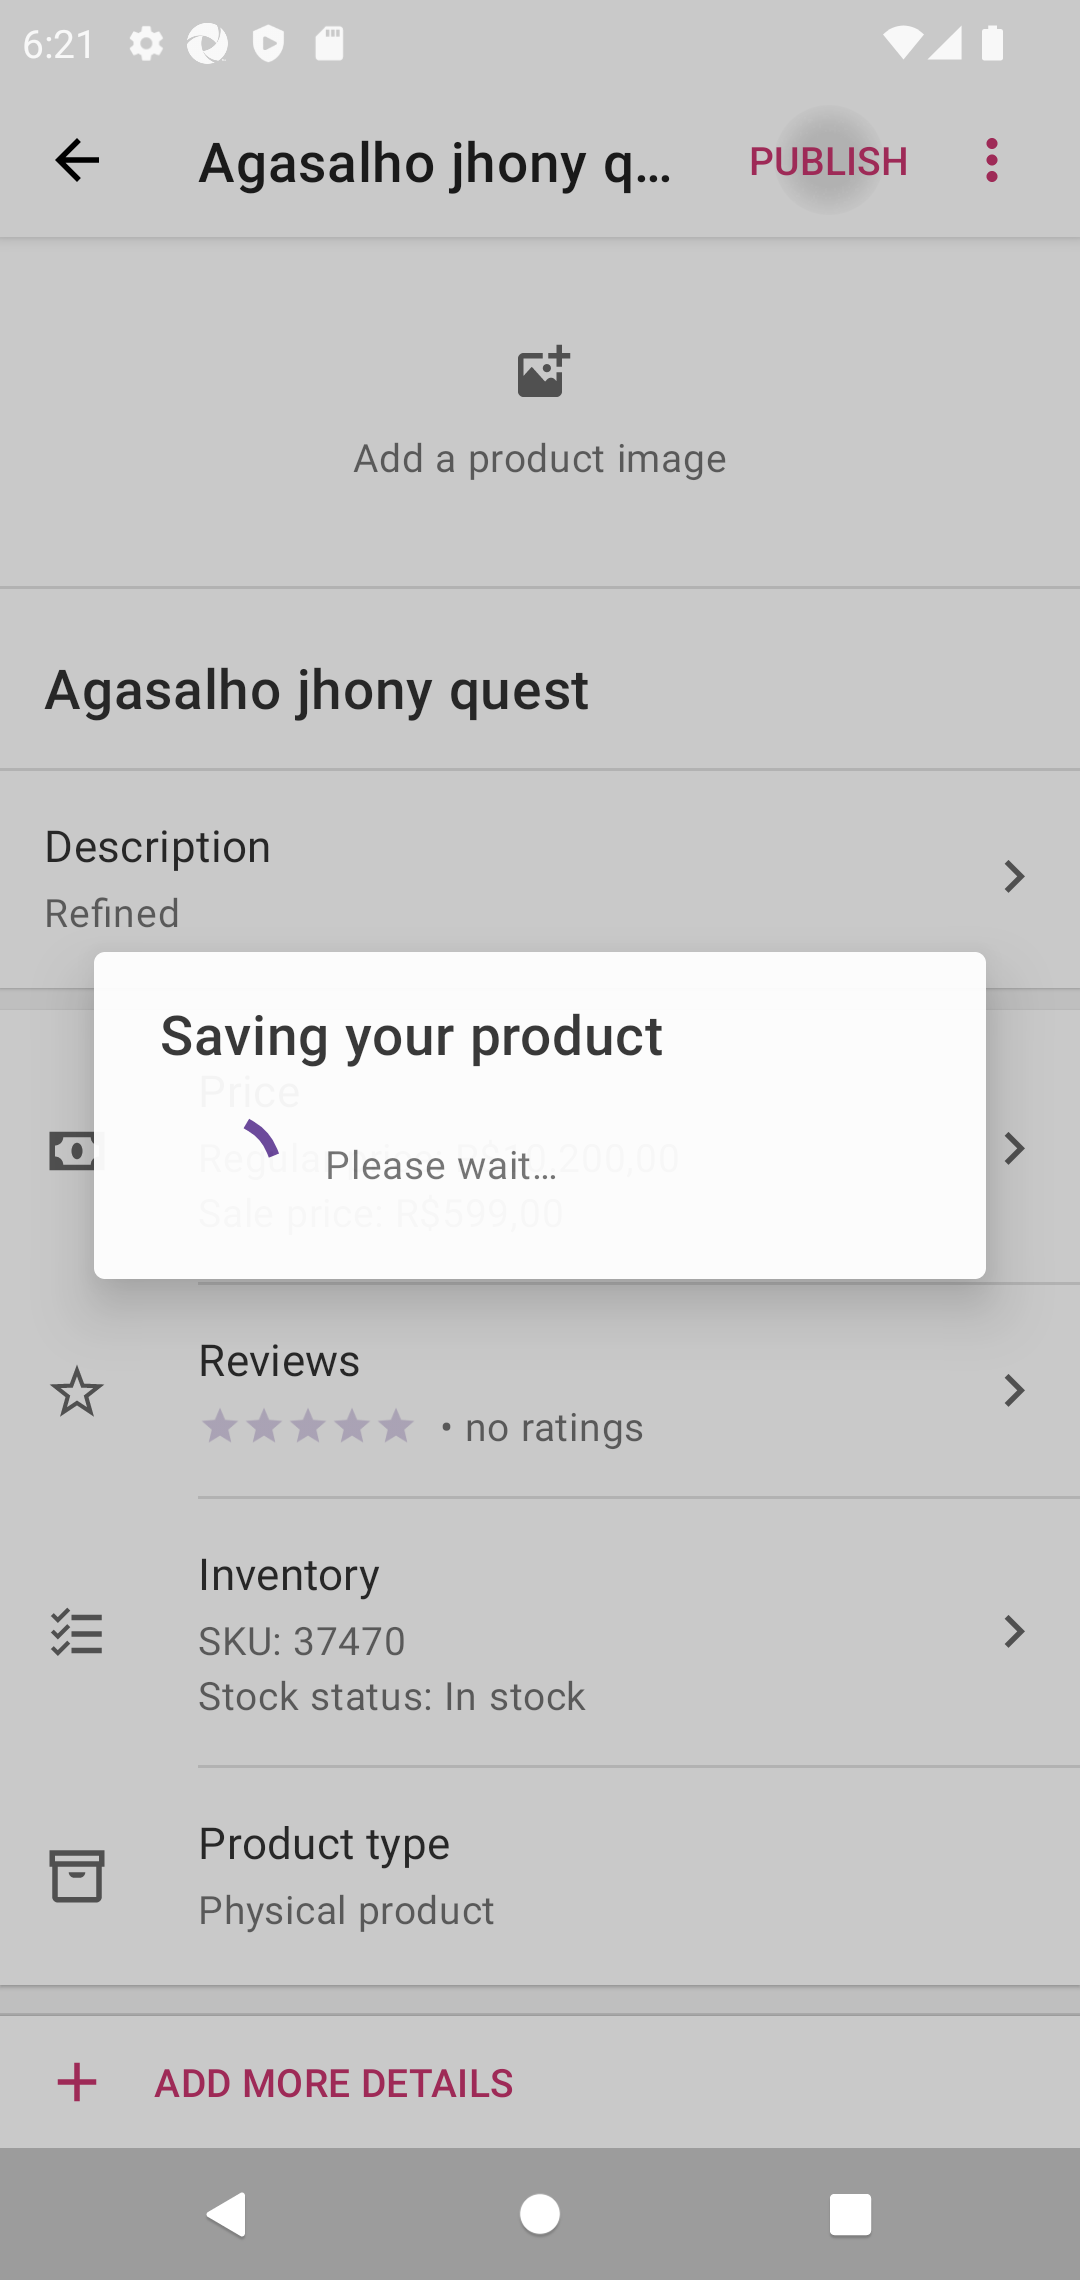 6:21
Agasalho jhony q...
PUBLISH
Add a product image
Agasalho jhony quest
Description
Refined
Saving your product
Price
Regular price: R$10.200,00
Please wait...
Sale price: R$599,00
Reviews
• no ratings
Inventory
SKU: 37470
Stock status: In stock
Product type
Physical product
ADD MORE DETAILS